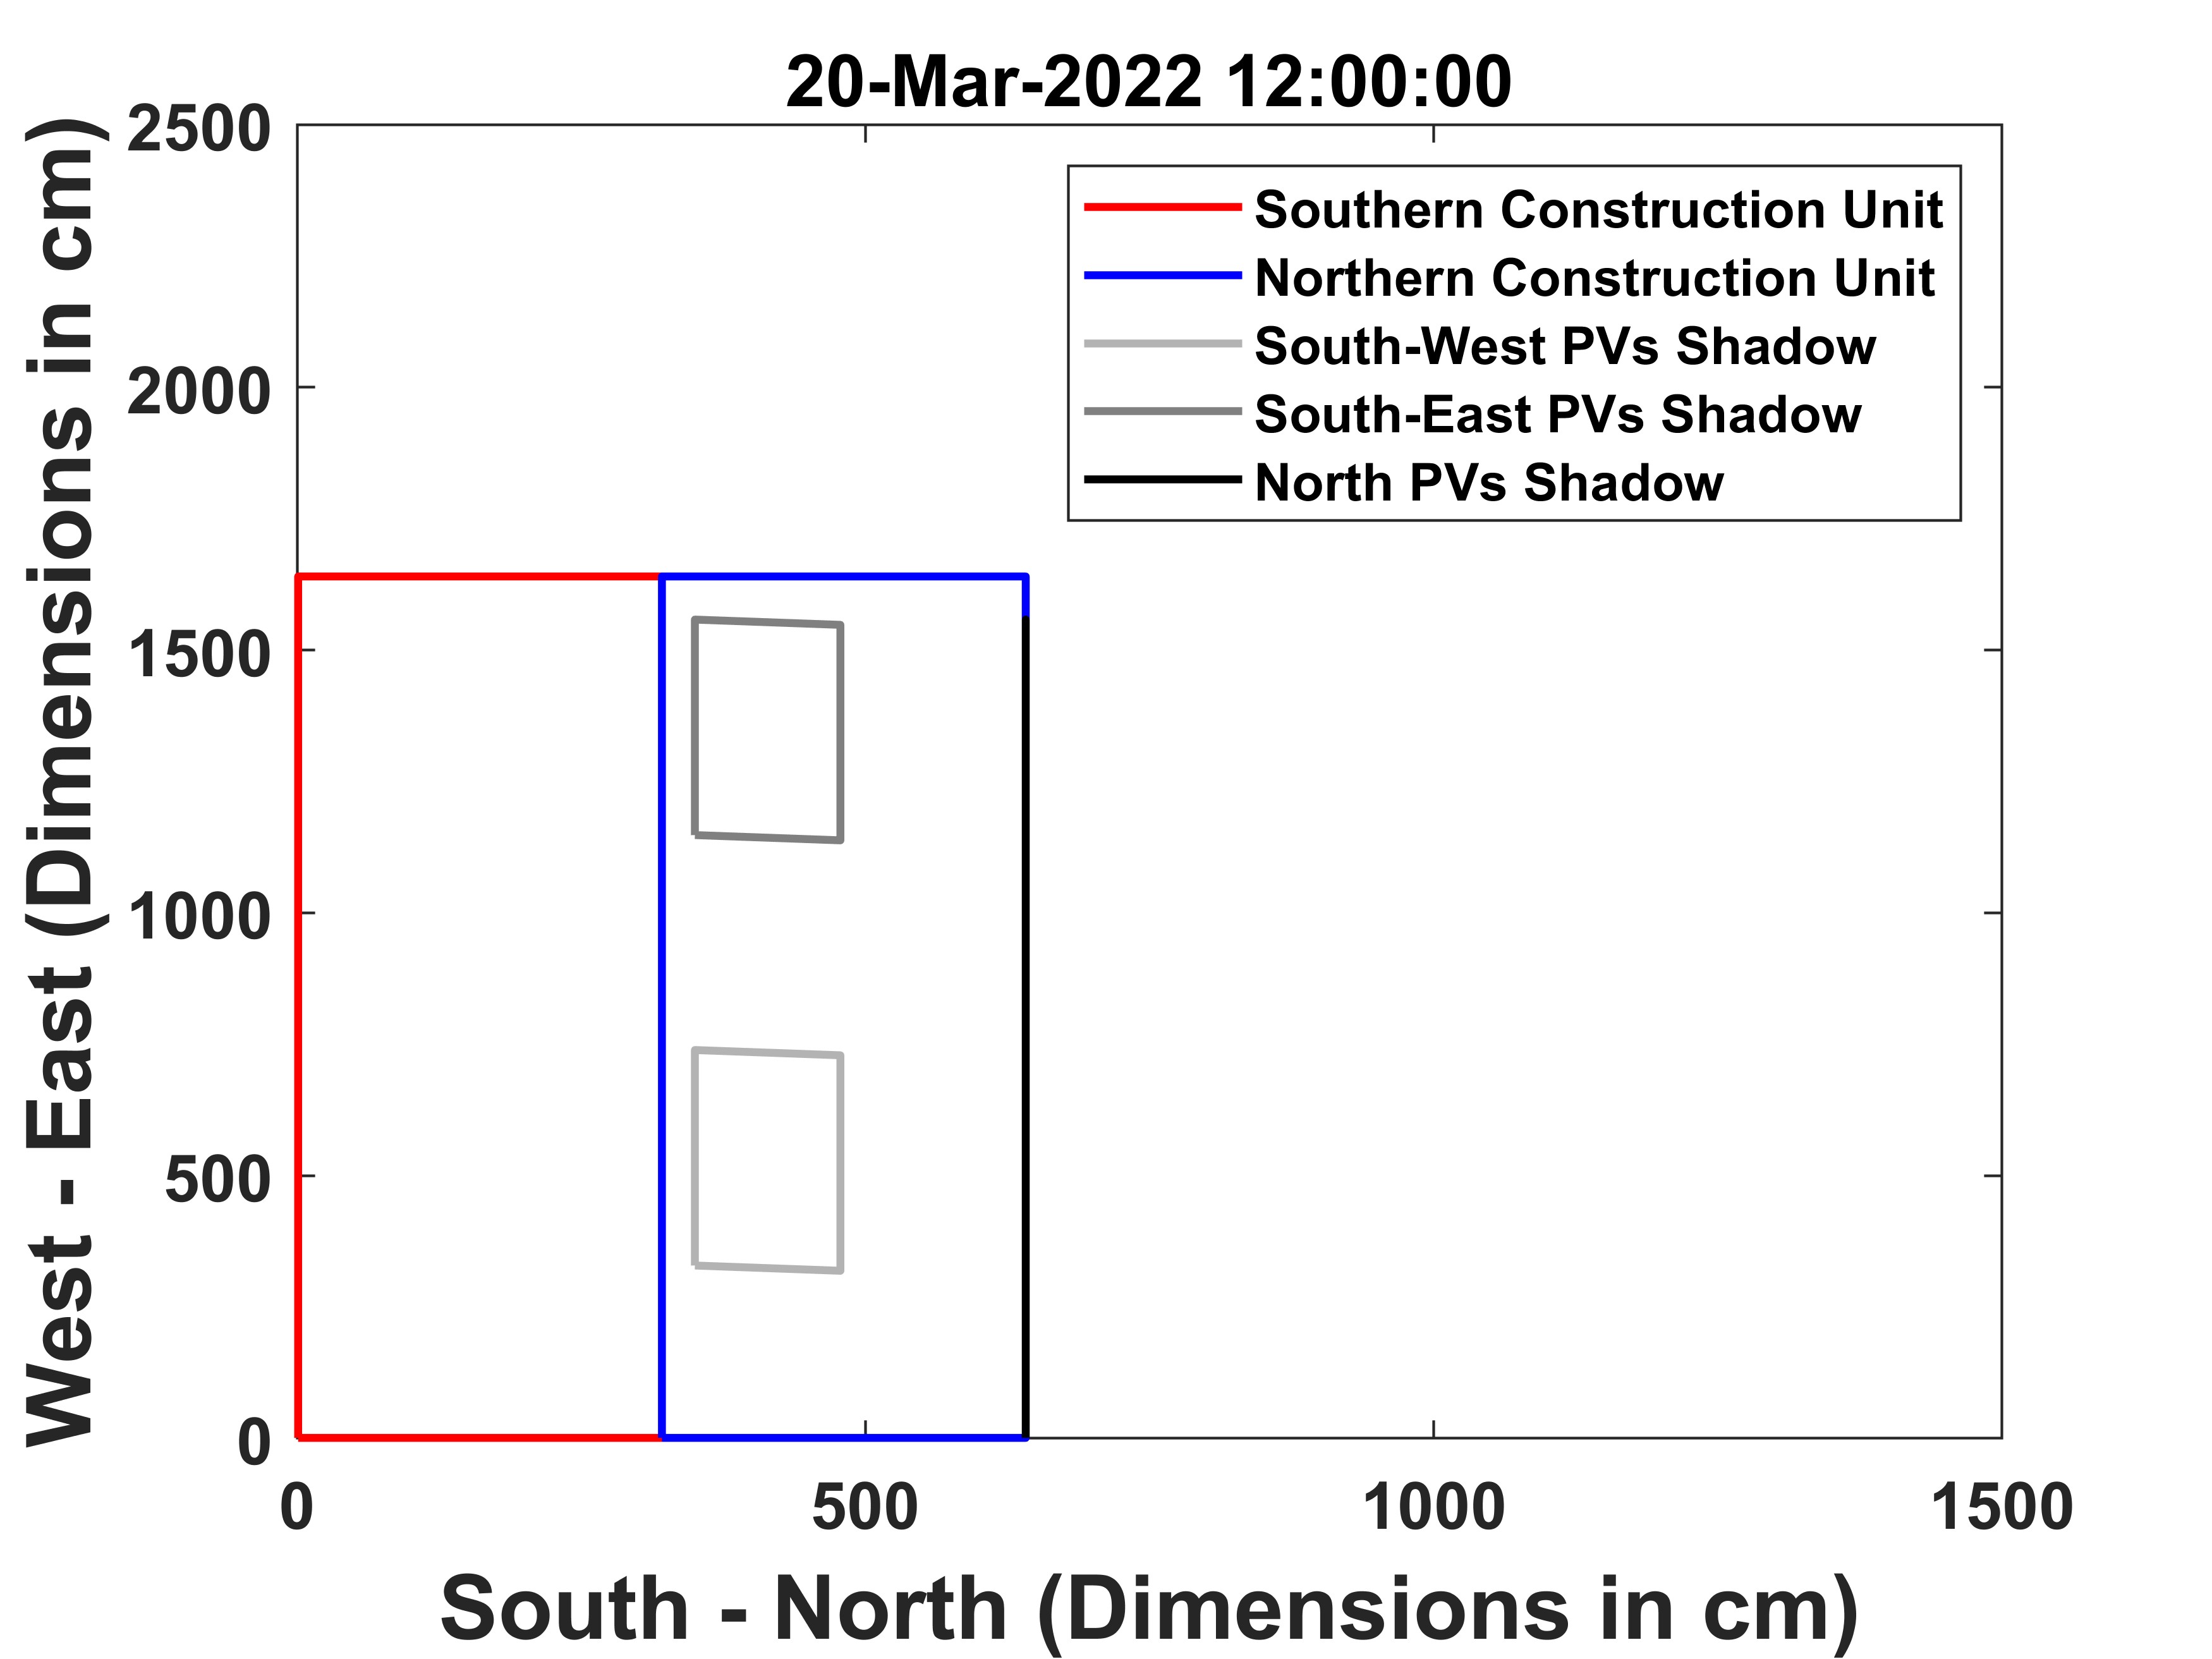 20-Mar-2022 12:00:00
West - East (Dimensions in cm)
2500
2000
1500
1000
500
0
Southern Construction Unit
Northern Construction Unit
South-West PVs Shadow
South-East PVs Shadow
North PVs Shadow
0 500 1000 1500
South - North (Dimensions in cm)